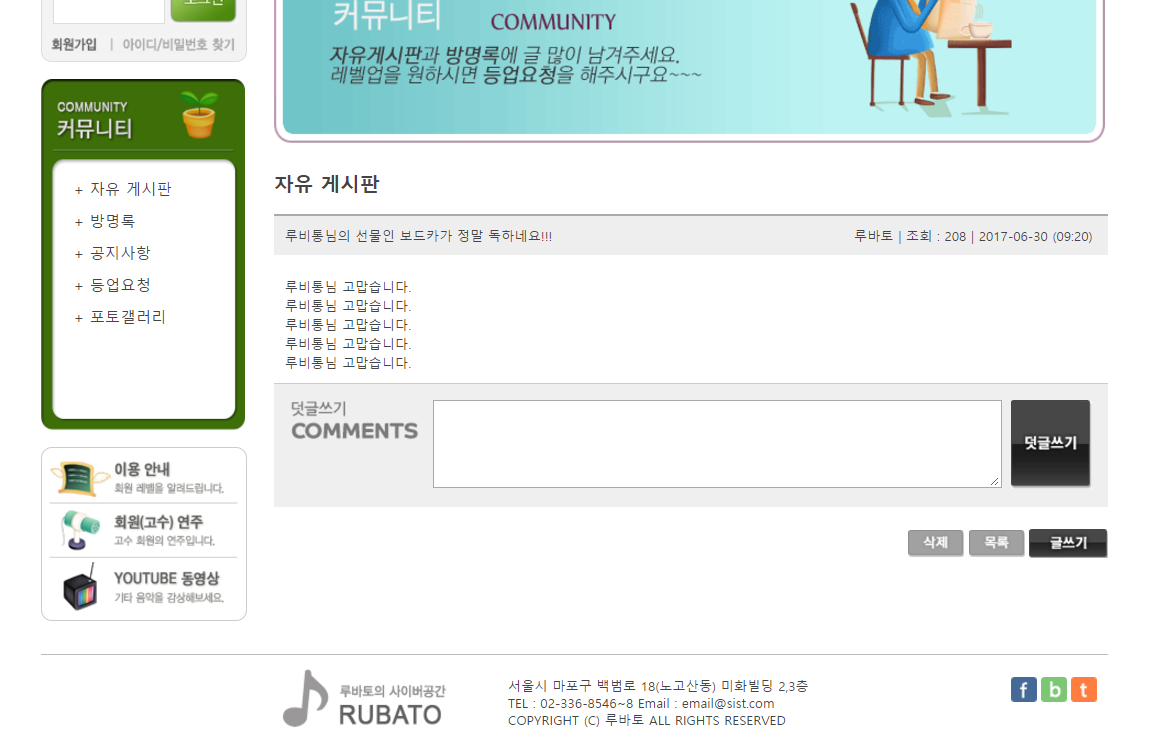 로그인
회원가입 | 아이디/비밀번호 찾기
COMMUNITY
커뮤니티
+ 자유 게시판
+ 방명록
+ 공지사항
+ 등업요청
+ 포토갤러리
이용 안내
회원 레벨을 알려드립니다.
회원(고수) 연주
고수 회원의 연주입니다.
YOUTUBE 동영상
기타 음악을 감상해보세요.
커뮤니티 COMMUNITY
자유게시판과 방명록에 글 많이 남겨주세요.
레벨업을 원하시면 등업요청을 해주시구요~~~
자유 게시판
루비통님의 선물인 보드카가 정말 독하네요!!! 루바토 | 조회 : 208 | 2017-06-30 (09:20)
루비통님 고맙습니다.
루비통님 고맙습니다.
루비통님 고맙습니다.
루비통님 고맙습니다.
루비통님 고맙습니다.
덧글쓰기
COMMENTS
덧글쓰기
삭제 목록 글쓰기
루바토의 사이버공간
RUBATO
서울시 마포구 백범로 18(노고산동) 미화빌딩 2,3층
TEL : 02-336-8546~8 Email : email@sist.com
COPYRIGHT (C) 루바토 ALL RIGHTS RESERVED
f b t